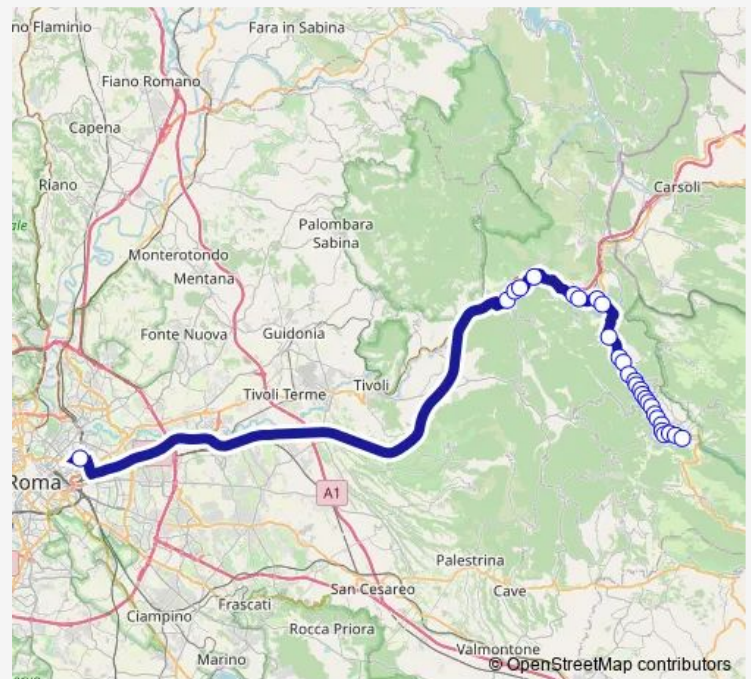 no Flaminio
Fara in Sabina
Fiano Romano
Capena
Riano
Carsoli
Palombara
Sabina
Monterotondo
Mentana
Fonte Nuova
Guidonia
Tivoli Terme
Tivoli
Roma
A1
Palestrina
San Cesareo
Cave
Frascati
Ciampino
Rocca Priora
Valmontone
Marino
© OpenStreetMap contributors